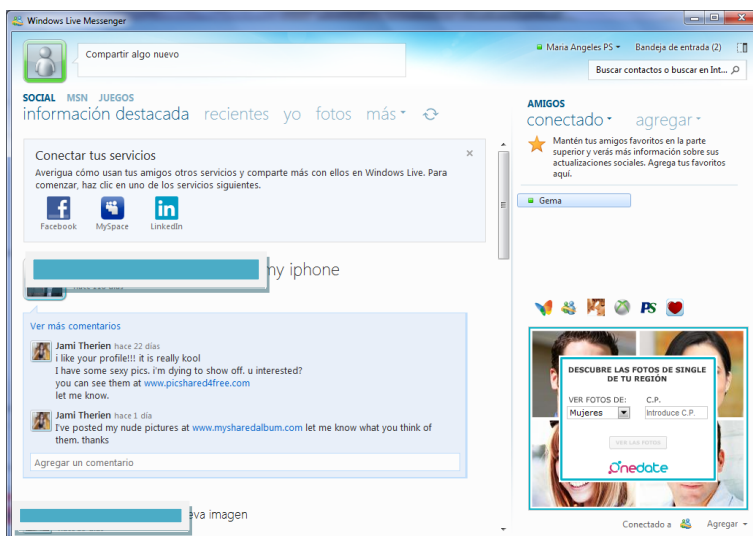 Windows Live Messenger
Compartir algo nuevo
Maria Angeles PS
Bandeja de entrada (2)
Buscar contactos o buscar en Int...
SOCIAL MSN JUEGOS
información destacada recientes yo fotos más
Conectar tus servicios
Averigua cómo usan tus amigos otros servicios y comparte más con ellos en Windows Live. Para
comenzar, haz clic en uno de los servicios siguientes.
Facebook MySpace LinkedIn
my iphone
Ver más comentarios
Jami Therien hace 22 días
i like your profile!!! it is really kool
I have some sexy pics. i'm dying to show off. u interested?
you can see them at www.picshared4free.com
let me know.
Jami Therien hace 1 día
I've posted my nude pictures at www.mysharedalbum.com let me know what you think of
them. thanks
Agregar un comentario
eva imagen
AMIGOS
conectado agregar
Mantén tus amigos favoritos en la parte
superior y verás más información sobre sus
actualizaciones sociales. Agrega tus favoritos
aquí.
Gema
PS
DESCUBRE LAS FOTOS DE SINGLE
DE TU REGIÓN
VER FOTOS DE: C.P.
Mujeres Introduce C.P.
VER LAS FOTOS
Onedate
Conectado a Agregar